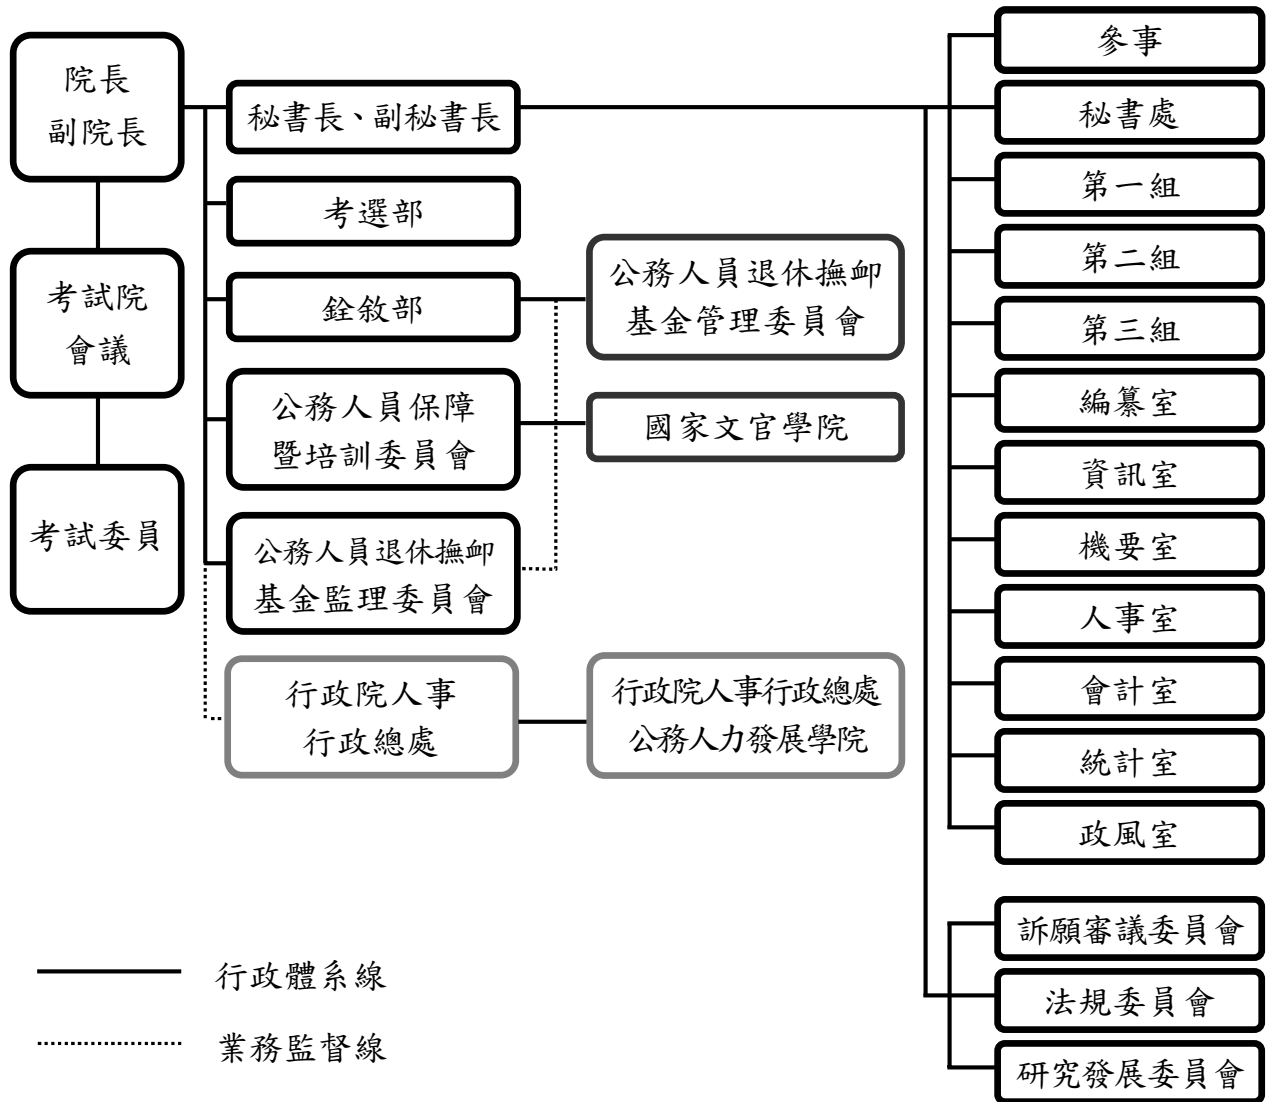 院長
副院長
考試院
會議
考試委員
秘書長、副秘書長
考選部
銓敘部
公務人員保障
暨培訓委員會
公務人員退休撫卹
基金監理委員會
行政院人事
行政總處
公務人員退休撫卹
基金管理委員會
國家文官學院
行政院人事行政總處
公務人力發展學院
參事
秘書處
第一組
第二組
第三組
編纂室
資訊室
機要室
人事室
會計室
統計室
政風室
訴願審議委員會
法規委員會
研究發展委員會
行政體系線
業務監督線